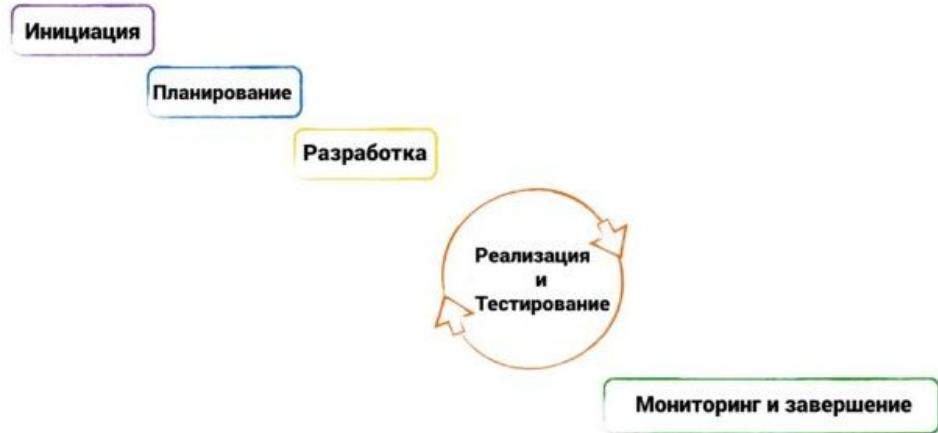 Инициация
Планирование
Разработка
Реализация
и
Тестирование
Мониторинг и завершение